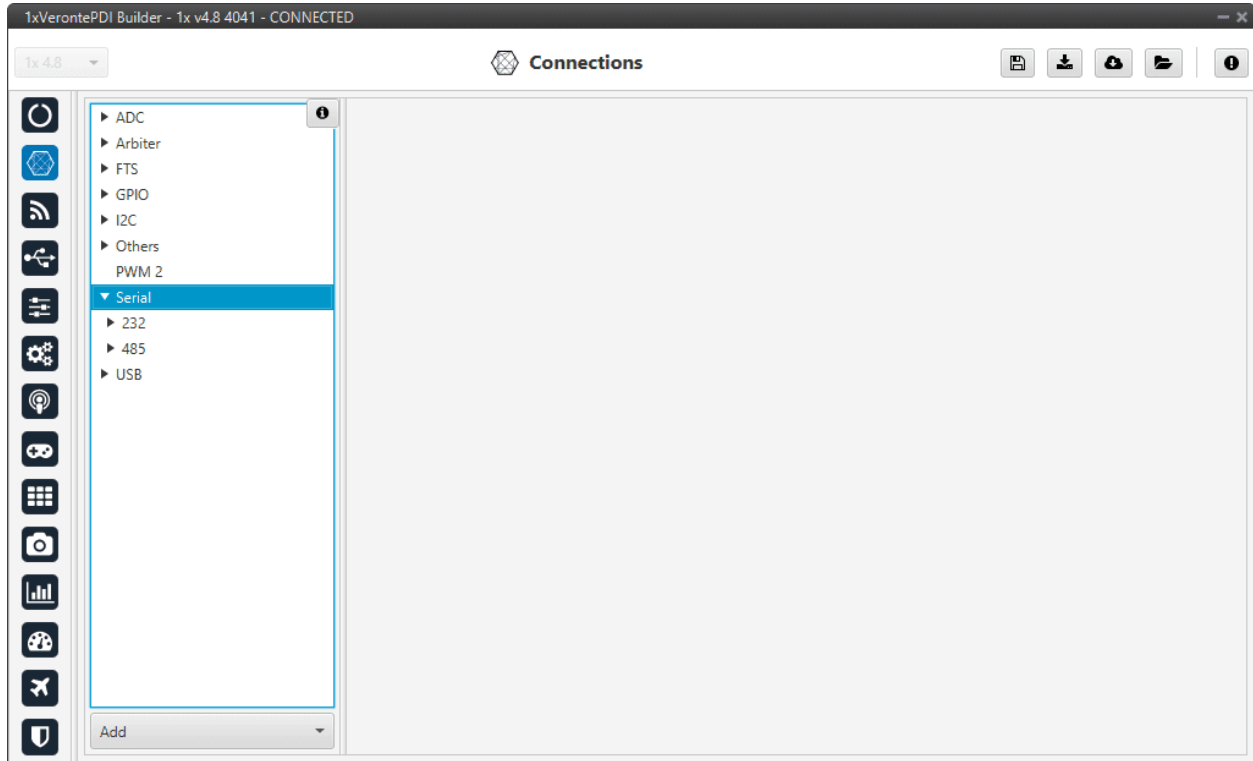 1xVerontePDI Builder - 1x v4.8 4041 - CONNECTED
1x 4.8
Connections
ADC
Arbiter
FTS
GPIO
I2C
Others
PWM 2
Serial
232
485
USB
Add